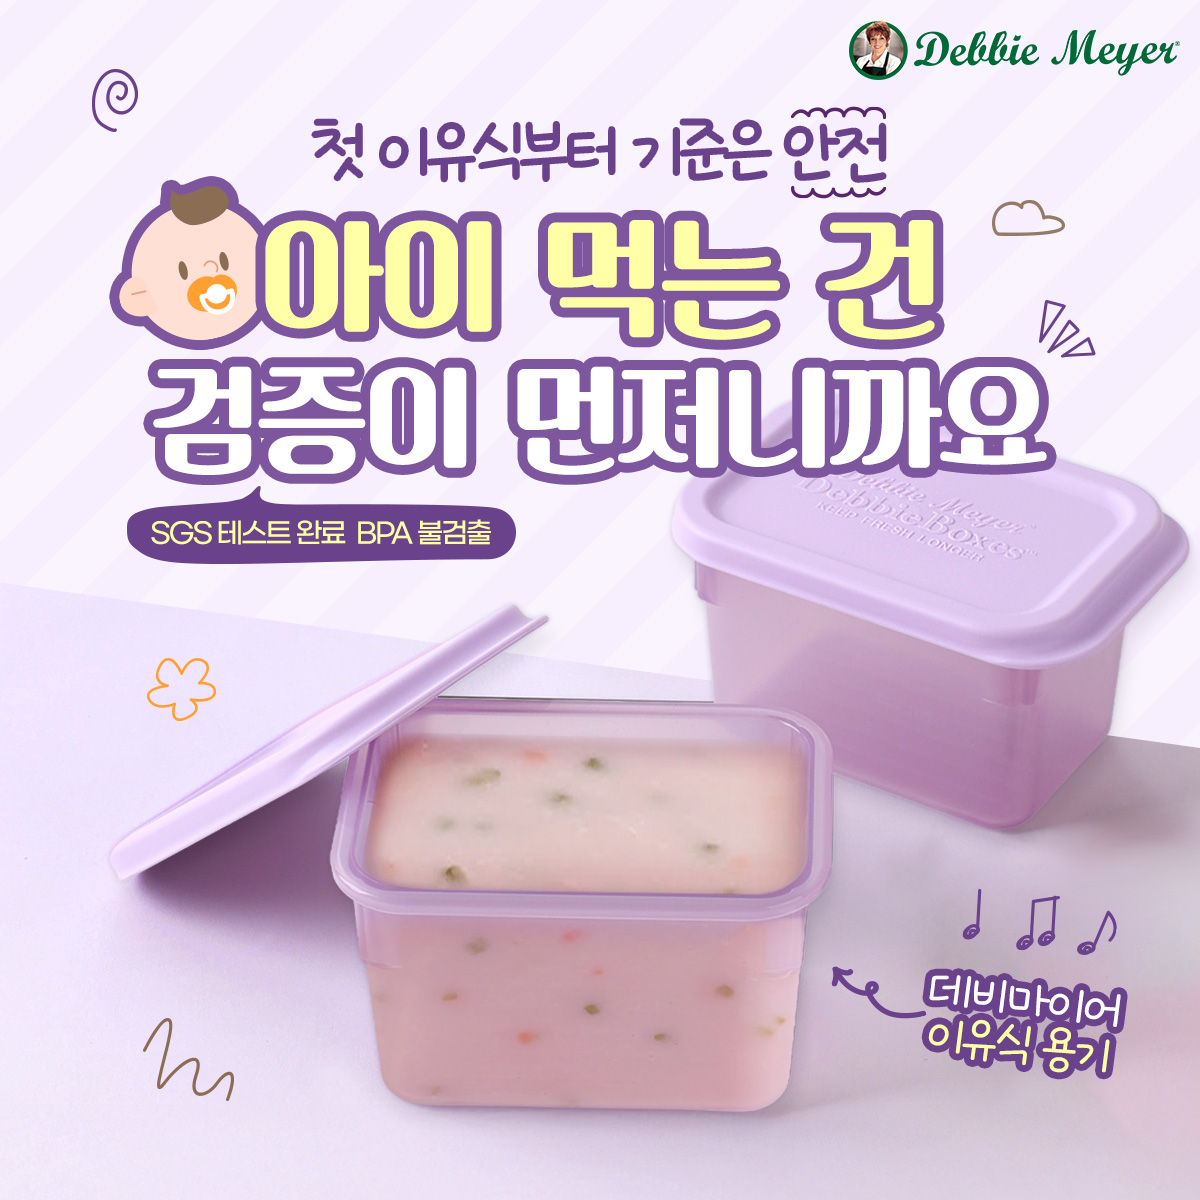 Debbie Meyer®
첫 이유식부터 기준은 안전
아이 먹는 건
검증이 먼저니까요
SGS 테스트 완료 BPA 불검출
Debbie Meyer®
Debbie Boxes™
KEEP FRESH LONGER
데비마이어
이유식 용기